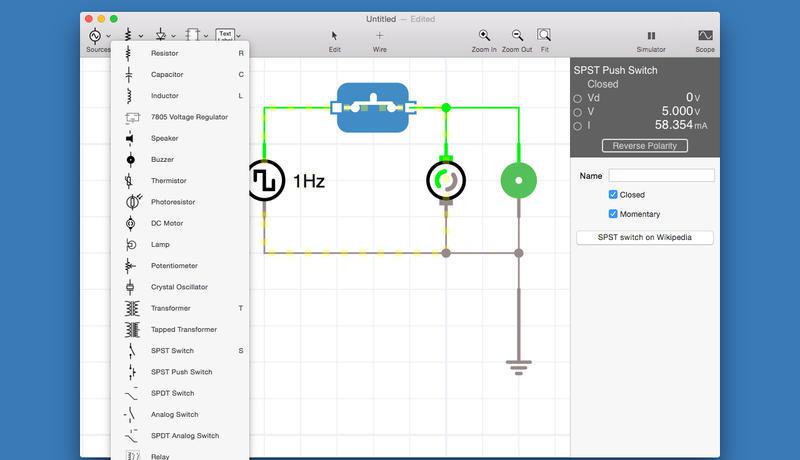 Untitled — Edited
Sources
Text
Label
Edit
Wire
Zoom In
Zoom Out
Fit
Simulator
Scope
Resistor R
Capacitor C
Inductor L
7805 Voltage Regulator
Speaker
Buzzer
Thermistor
Photoresistor
DC Motor
Lamp
Potentiometer
Crystal Oscillator
Transformer T
Tapped Transformer
SPST Switch S
SPST Push Switch
SPDT Switch
Analog Switch
SPDT Analog Switch
Relay
1Hz
SPST Push Switch
Closed
Vd 0 V
V 5.000 V
I 58.354 mA
Reverse Polarity
Name
Closed
Momentary
SPST switch on Wikipedia